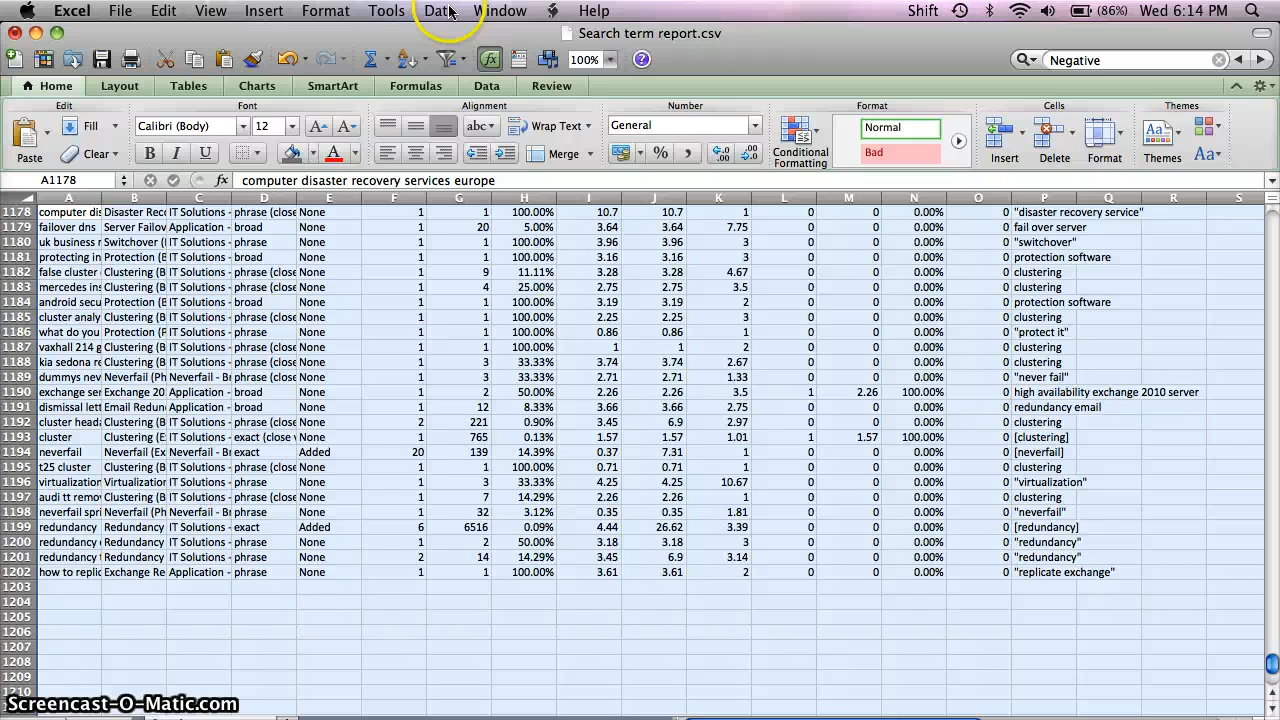 Excel File Edit View Insert Format Tools Data Window Help Shift (86%) Wed 6:14 PM
Search term report.csv
100% Negative
Home Layout Tables Charts SmartArt Formulas Data Review
Edit Font Alignment Number Format Cells Themes
Fill Calibri (Body) 12 abc Wrap Text General Normal
Paste Clear B I U A Merge % Conditional Formatting Bad Insert Delete Format Themes Aa
A1178 fx computer disaster recovery services europe
A B C D E F G H I J K L M N O P Q R S
1178 computer dis Disaster Reco IT Solutions - phrase (close None 1 1 100.00% 10.7 10.7 1 0 0 0.00% 0 "disaster recovery service"
1179 failover dns Server Failov Application - broad None 1 20 5.00% 3.64 3.64 7.75 0 0 0.00% 0 fail over server
1180 uk business r Switchover (I IT Solutions - phrase None 1 1 100.00% 3.96 3.96 3 0 0 0.00% 0 "switchover"
1181 protecting in Protection (B IT Solutions - broad None 1 1 100.00% 3.16 3.16 3 0 0 0.00% 0 protection software
1182 false cluster Clustering (B IT Solutions - phrase (close None 1 9 11.11% 3.28 3.28 4.67 0 0 0.00% 0 clustering
1183 mercedes ins Clustering (B IT Solutions - phrase (close None 1 4 25.00% 2.75 2.75 3.5 0 0 0.00% 0 clustering
1184 android secu Protection (B IT Solutions - broad None 1 1 100.00% 3.19 3.19 2 0 0 0.00% 0 protection software
1185 cluster analy Clustering (B IT Solutions - phrase (close None 1 1 100.00% 2.25 2.25 3 0 0 0.00% 0 clustering
1186 what do you Protection (P IT Solutions - phrase None 1 1 100.00% 0.86 0.86 1 0 0 0.00% 0 "protect it"
1187 vaxhall 214 g Clustering (B IT Solutions - phrase (close None 1 1 100.00% 1 1 2 0 0 0.00% 0 clustering
1188 kia sedona re Clustering (B IT Solutions - phrase (close None 1 3 33.33% 3.74 3.74 2.67 0 0 0.00% 0 clustering
1189 dummys nev Neverfail (Ph Neverfail - Br phrase (close None 1 3 33.33% 2.71 2.71 1.33 0 0 0.00% 0 "never fail"
1190 exchange ser Exchange 20 Application - broad None 1 2 50.00% 2.26 2.26 3.5 1 2.26 100.00% 0 high availability exchange 2010 server
1191 dismissal lett Email Redun Application - broad None 1 12 8.33% 3.66 3.66 2.75 0 0 0.00% 0 redundancy email
1192 cluster heada Clustering (B IT Solutions - phrase (close None 2 221 0.90% 3.45 6.9 2.97 0 0 0.00% 0 clustering
1193 cluster Clustering (E IT Solutions - exact (close v None 1 765 0.13% 1.57 1.57 1.01 1 1.57 100.00% 0 [clustering]
1194 neverfail Neverfail (Ex Neverfail - Br exact Added 20 139 14.39% 0.37 7.31 1 0 0 0.00% 0 [neverfail]
1195 t25 cluster Clustering (B IT Solutions - phrase (close None 1 1 100.00% 0.71 0.71 1 0 0 0.00% 0 clustering
1196 virtualization Virtualization IT Solutions - phrase None 1 3 33.33% 4.25 4.25 10.67 0 0 0.00% 0 "virtualization"
1197 audi tt remov Clustering (B IT Solutions - phrase (close None 1 7 14.29% 2.26 2.26 1 0 0 0.00% 0 clustering
1198 neverfail spri Neverfail (Ph Neverfail - Br phrase None 1 32 3.12% 0.35 0.35 1.81 0 0 0.00% 0 "neverfail"
1199 redundancy Redundancy IT Solutions - exact Added 6 6516 0.09% 4.44 26.62 3.39 0 0 0.00% 0 [redundancy]
1200 redundancy Redundancy IT Solutions - phrase None 1 2 50.00% 3.18 3.18 3 0 0 0.00% 0 "redundancy"
1201 redundancy t Redundancy IT Solutions - phrase None 2 14 14.29% 3.45 6.9 3.14 0 0 0.00% 0 "redundancy"
1202 how to replic Exchange Re Application - phrase None 1 1 100.00% 3.61 3.61 2 0 0 0.00% 0 "replicate exchange"
1203
1204
1205
1206
1207
1208
1209
1210
Screencast-O-Matic.com